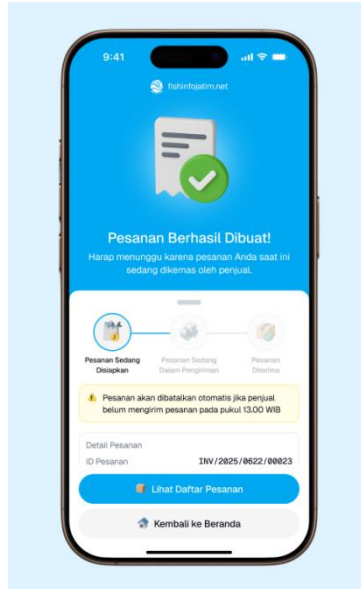 9:41
fishinfojatim.net
Pesanan Berhasil Dibuat!
Harap menunggu karena pesanan Anda saat ini
sedang dikemas oleh penjual.
Pesanan Sedang
Disiapkan
Pesanan Sedang
Dalam Pengiriman
Pesanan
Diterima
Pesanan akan dibatalkan otomatis jika penjual
belum mengirim pesanan pada pukul 13.00 WIB
Detail Pesanan
ID Pesanan INV/2025/0622/00023
Lihat Daftar Pesanan
Kembali ke Beranda